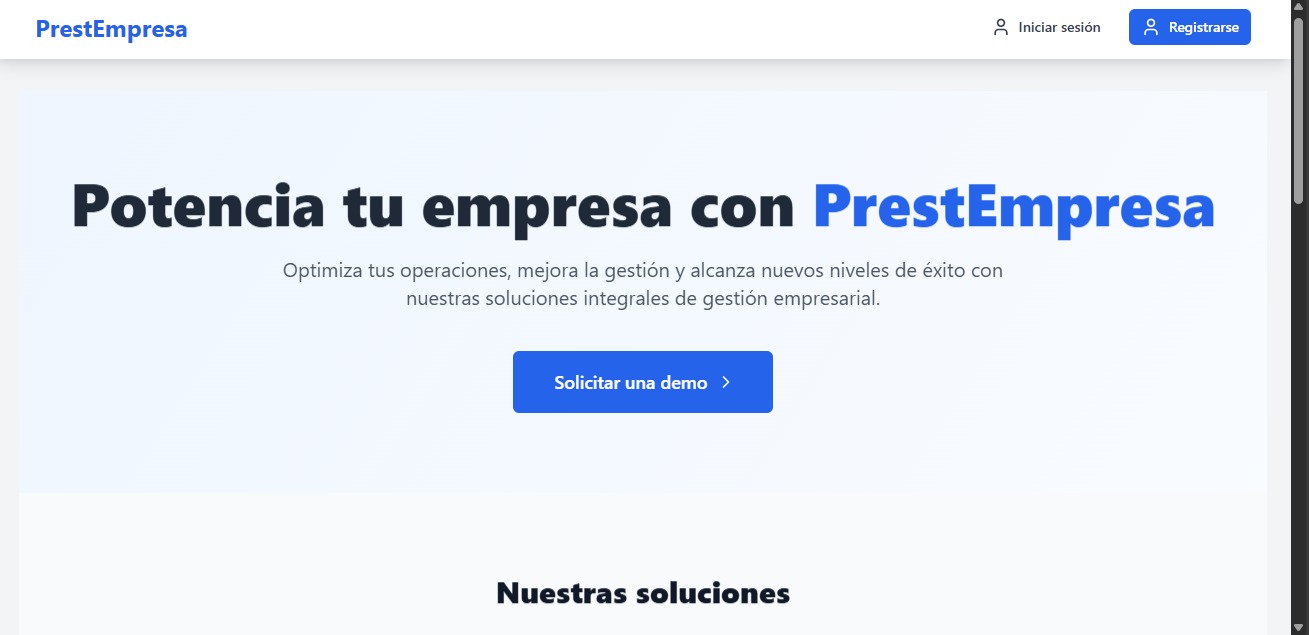 PrestEmpresa
Iniciar sesión
Registrarse
Potencia tu empresa con PrestEmpresa
Optimiza tus operaciones, mejora la gestión y alcanza nuevos niveles de éxito con
nuestras soluciones integrales de gestión empresarial.
Solicitar una demo
Nuestras soluciones